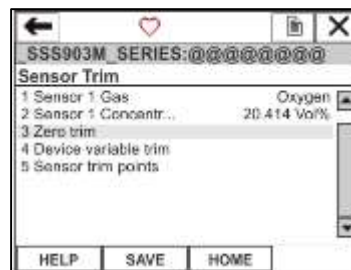 _SSS903M_SERIES:@@@@@@@@
Sensor Trim
1 Sensor 1 Gas Oxygen
2 Sensor 1 Concentr... 20.414 Vol%
3 Zero trim
4 Device variable trim
5 Sensor trim points
HELP SAVE HOME